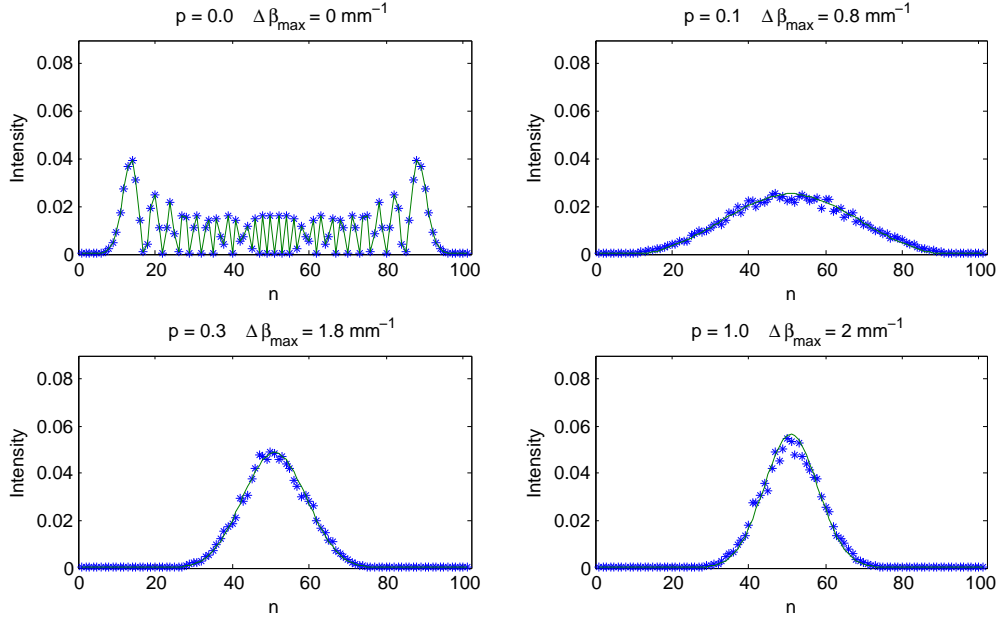 p = 0.0 Δβmax = 0 mm⁻¹
0.08
0.06
0.04
0.02
0
Intensity
0 20 40 60 80 100
n
p = 0.1 Δβmax = 0.8 mm⁻¹
0.08
0.06
0.04
0.02
0
Intensity
0 20 40 60 80 100
n
p = 0.3 Δβmax = 1.8 mm⁻¹
0.08
0.06
0.04
0.02
0
Intensity
0 20 40 60 80 100
n
p = 1.0 Δβmax = 2 mm⁻¹
0.08
0.06
0.04
0.02
0
Intensity
0 20 40 60 80 100
n